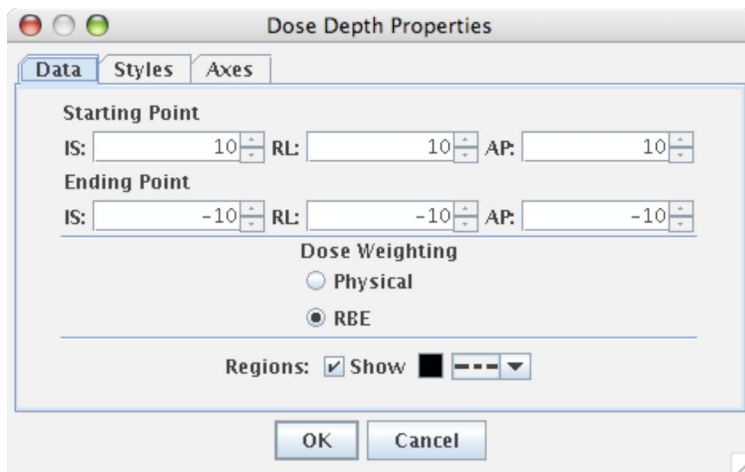 Dose Depth Properties
Data Styles Axes
Starting Point
IS: 10 RL: 10 AP: 10
Ending Point
IS: -10 RL: -10 AP: -10
Dose Weighting
Physical
RBE
Regions: Show
OK Cancel